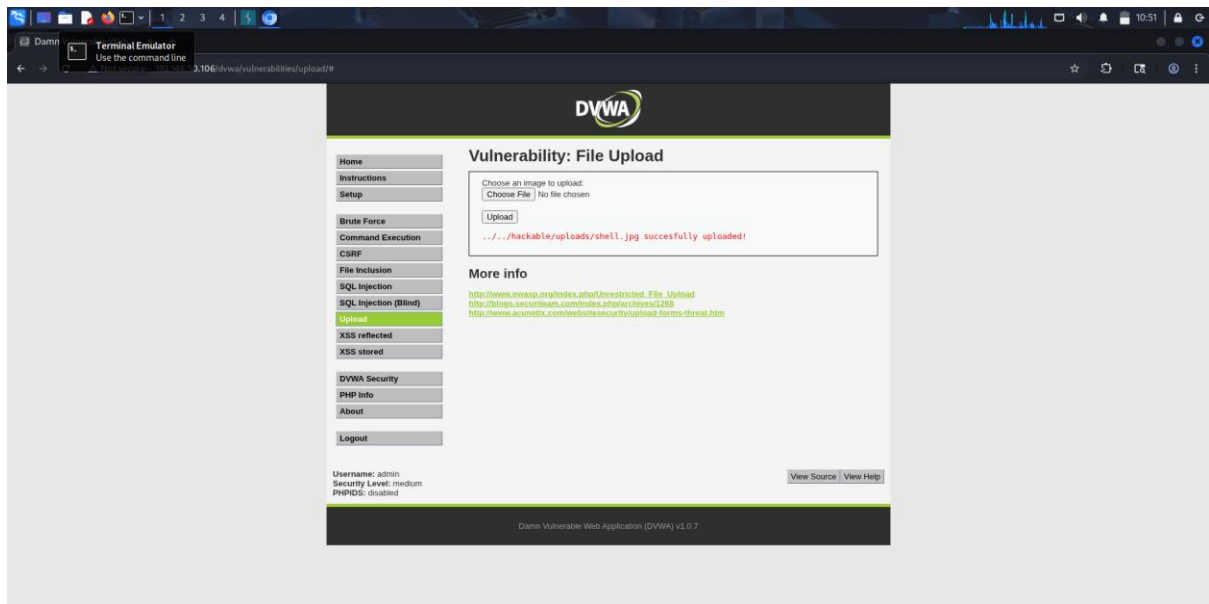 1 2 3 4
10:51
Damn
Terminal Emulator
Use the command line
0.106/dvwa/vulnerabilities/upload/#
DVWA
Home
Instructions
Setup
Brute Force
Command Execution
CSRF
File Inclusion
SQL Injection
SQL Injection (Blind)
Upload
XSS reflected
XSS stored
DVWA Security
PHP Info
About
Logout
Vulnerability: File Upload
Choose an image to upload:
Choose File No file chosen
Upload
../../hackable/uploads/shell.jpg succesfully uploaded!
More info
http://www.owasp.org/index.php/Unrestricted_File_Upload
http://blogs.securiteam.com/index.php/archives/1268
http://www.acunetix.com/websitesecurity/upload-forms-threat.htm
Username: admin
Security Level: medium
PHPIDS: disabled
View Source View Help
Damn Vulnerable Web Application (DVWA) v1.0.7